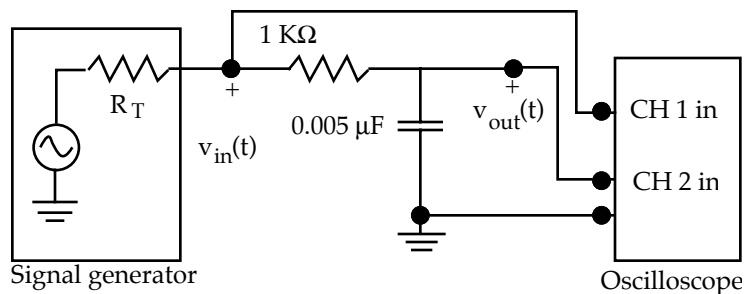 1 KΩ
R T
+
+
v in(t)
0.005 µF
v out(t)
CH 1 in
CH 2 in
Signal generator
Oscilloscope